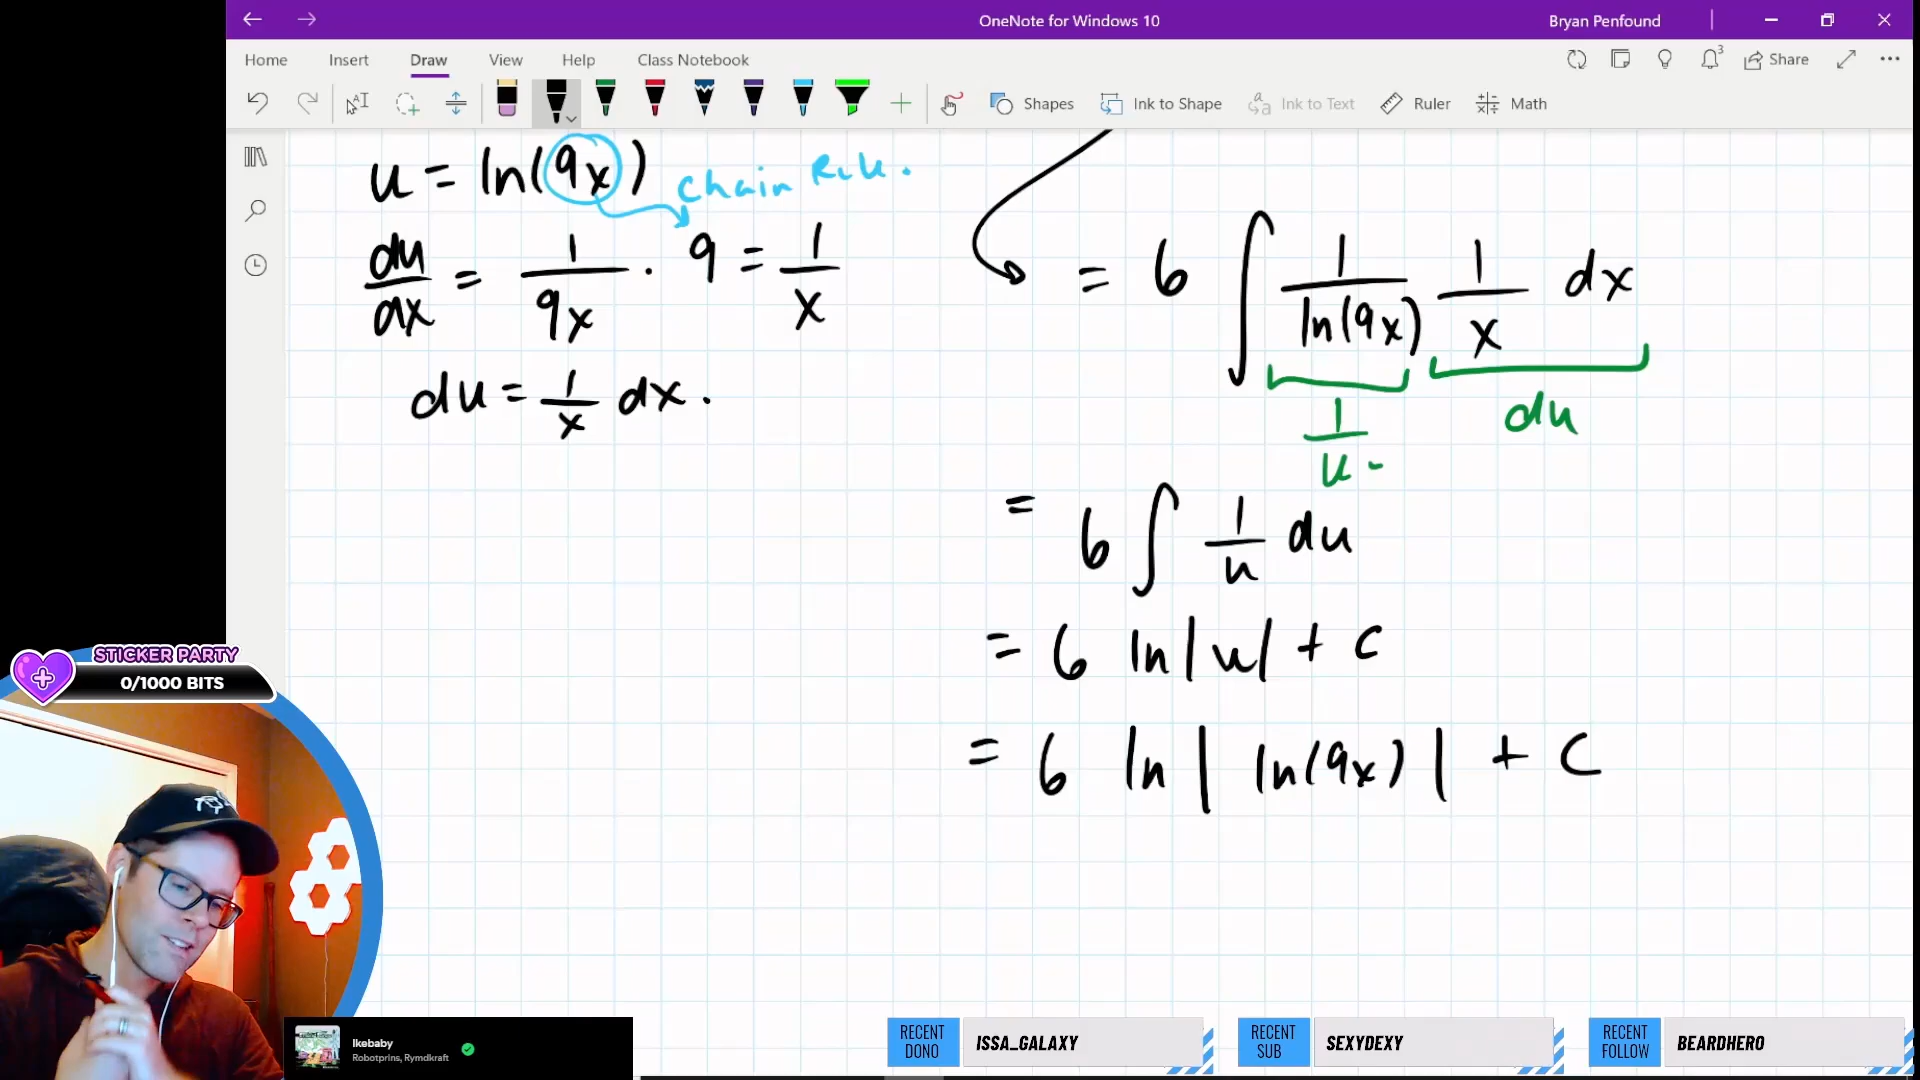 OneNote for Windows 10
Bryan Penfound
Home Insert Draw View Help Class Notebook
3 Share
Shapes Ink to Shape Ink to Text Ruler Math
u = ln(9x)
Chain Rule.
du/dx = 1/9x · 9 = 1/x
du = 1/x dx.
= 6 ∫ 1/ln(9x) 1/x dx
1/u
du
= 6 ∫ 1/u du
= 6 ln|u| + c
= 6 ln | ln(9x) | + C
STICKER PARTY
0/1000 BITS
Ikebaby
Robotprins, Rymdkraft
RECENT DONO
ISSA_GALAXY
RECENT SUB
SEXYDEXY
RECENT FOLLOW
BEARDHERO